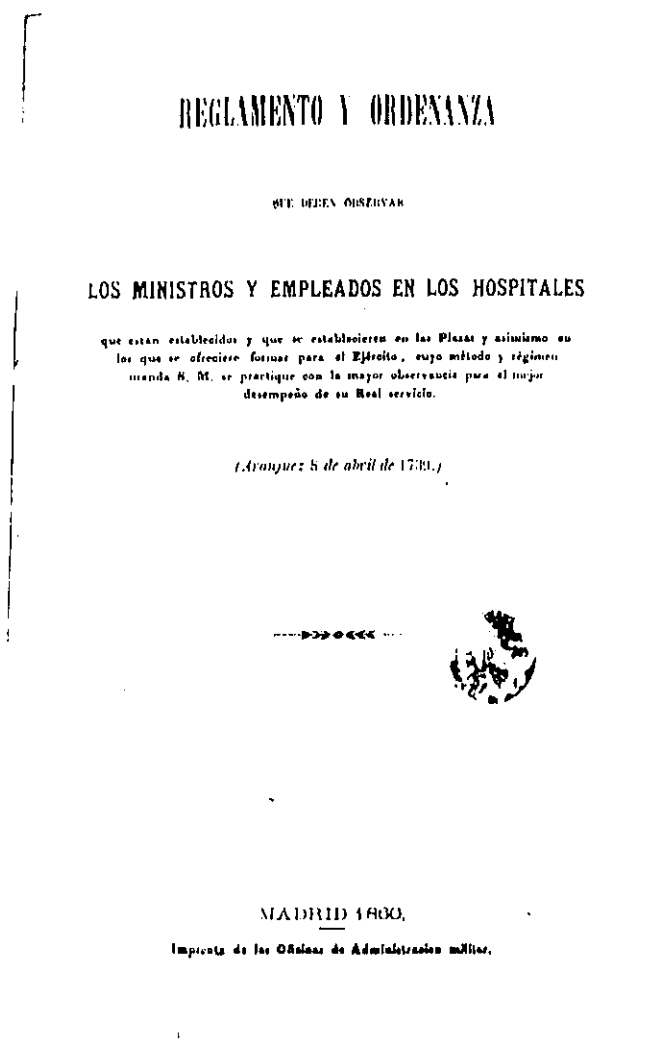 REGLAMENTO Y ORDENANZA
QUE DEBEN OBSERVAR
LOS MINISTROS Y EMPLEADOS EN LOS HOSPITALES
que estan establecidos y que se establecieren en las Plazas y asimismo en
los que se ofreciere formar para el Ejército, cuyo método y régimen
manda S. M. se practique con la mayor observancia para el mejor
desempeño de su Real servicio.
(Aranjuez 8 de abril de 1739.)
MADRID 1860.
Imprenta de las Oficinas de Administracion militar.